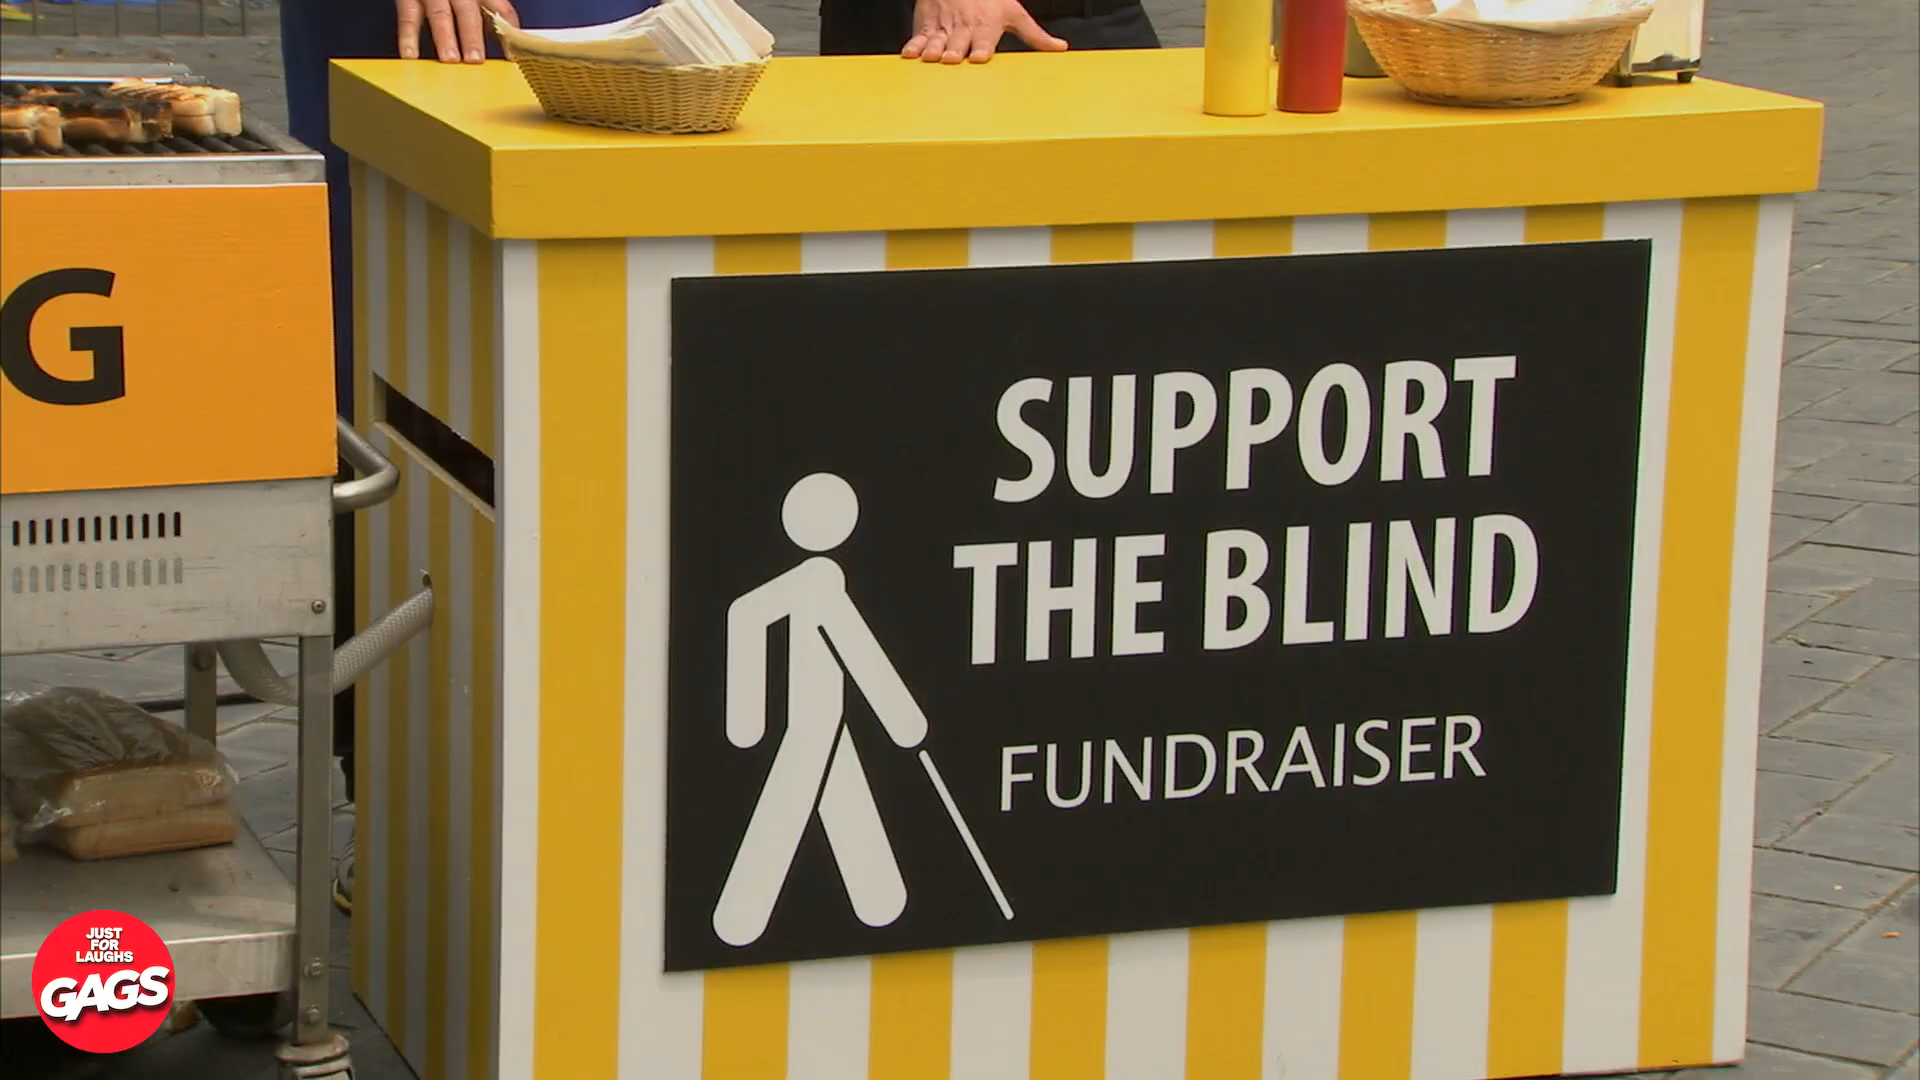 G
SUPPORT
THE BLIND
FUNDRAISER
JUST
FOR
LAUGHS
GAGS